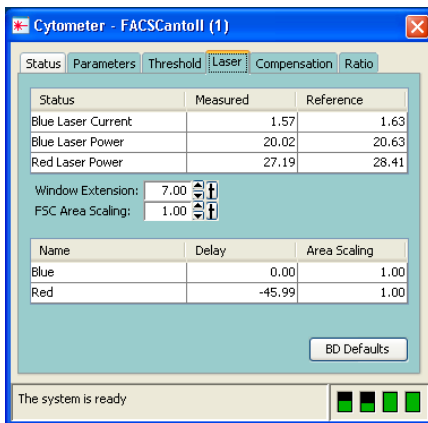 Cytometer - FACSCantoII (1)
Status Parameters Threshold Laser Compensation Ratio
Status Measured Reference
Blue Laser Current 1.57 1.63
Blue Laser Power 20.02 20.63
Red Laser Power 27.19 28.41
Window Extension: 7.00
FSC Area Scaling: 1.00
Name Delay Area Scaling
Blue 0.00 1.00
Red -45.99 1.00
BD Defaults
The system is ready